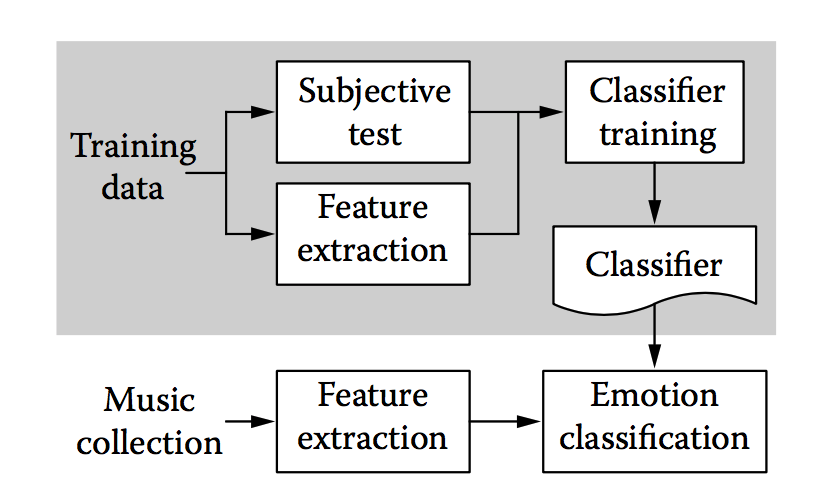 Training
data
Subjective
test
Feature
extraction
Classifier
training
Classifier
Music
collection
Feature
extraction
Emotion
classification